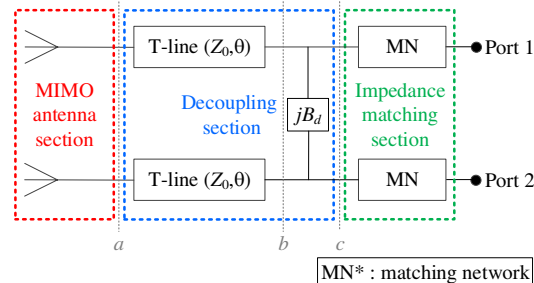 T-line (Z₀,θ)
MN
Port 1
MIMO
antenna
section
Decoupling
section
jB_d
Impedance
matching
section
T-line (Z₀,θ)
MN
Port 2
a
b
c
MN* : matching network